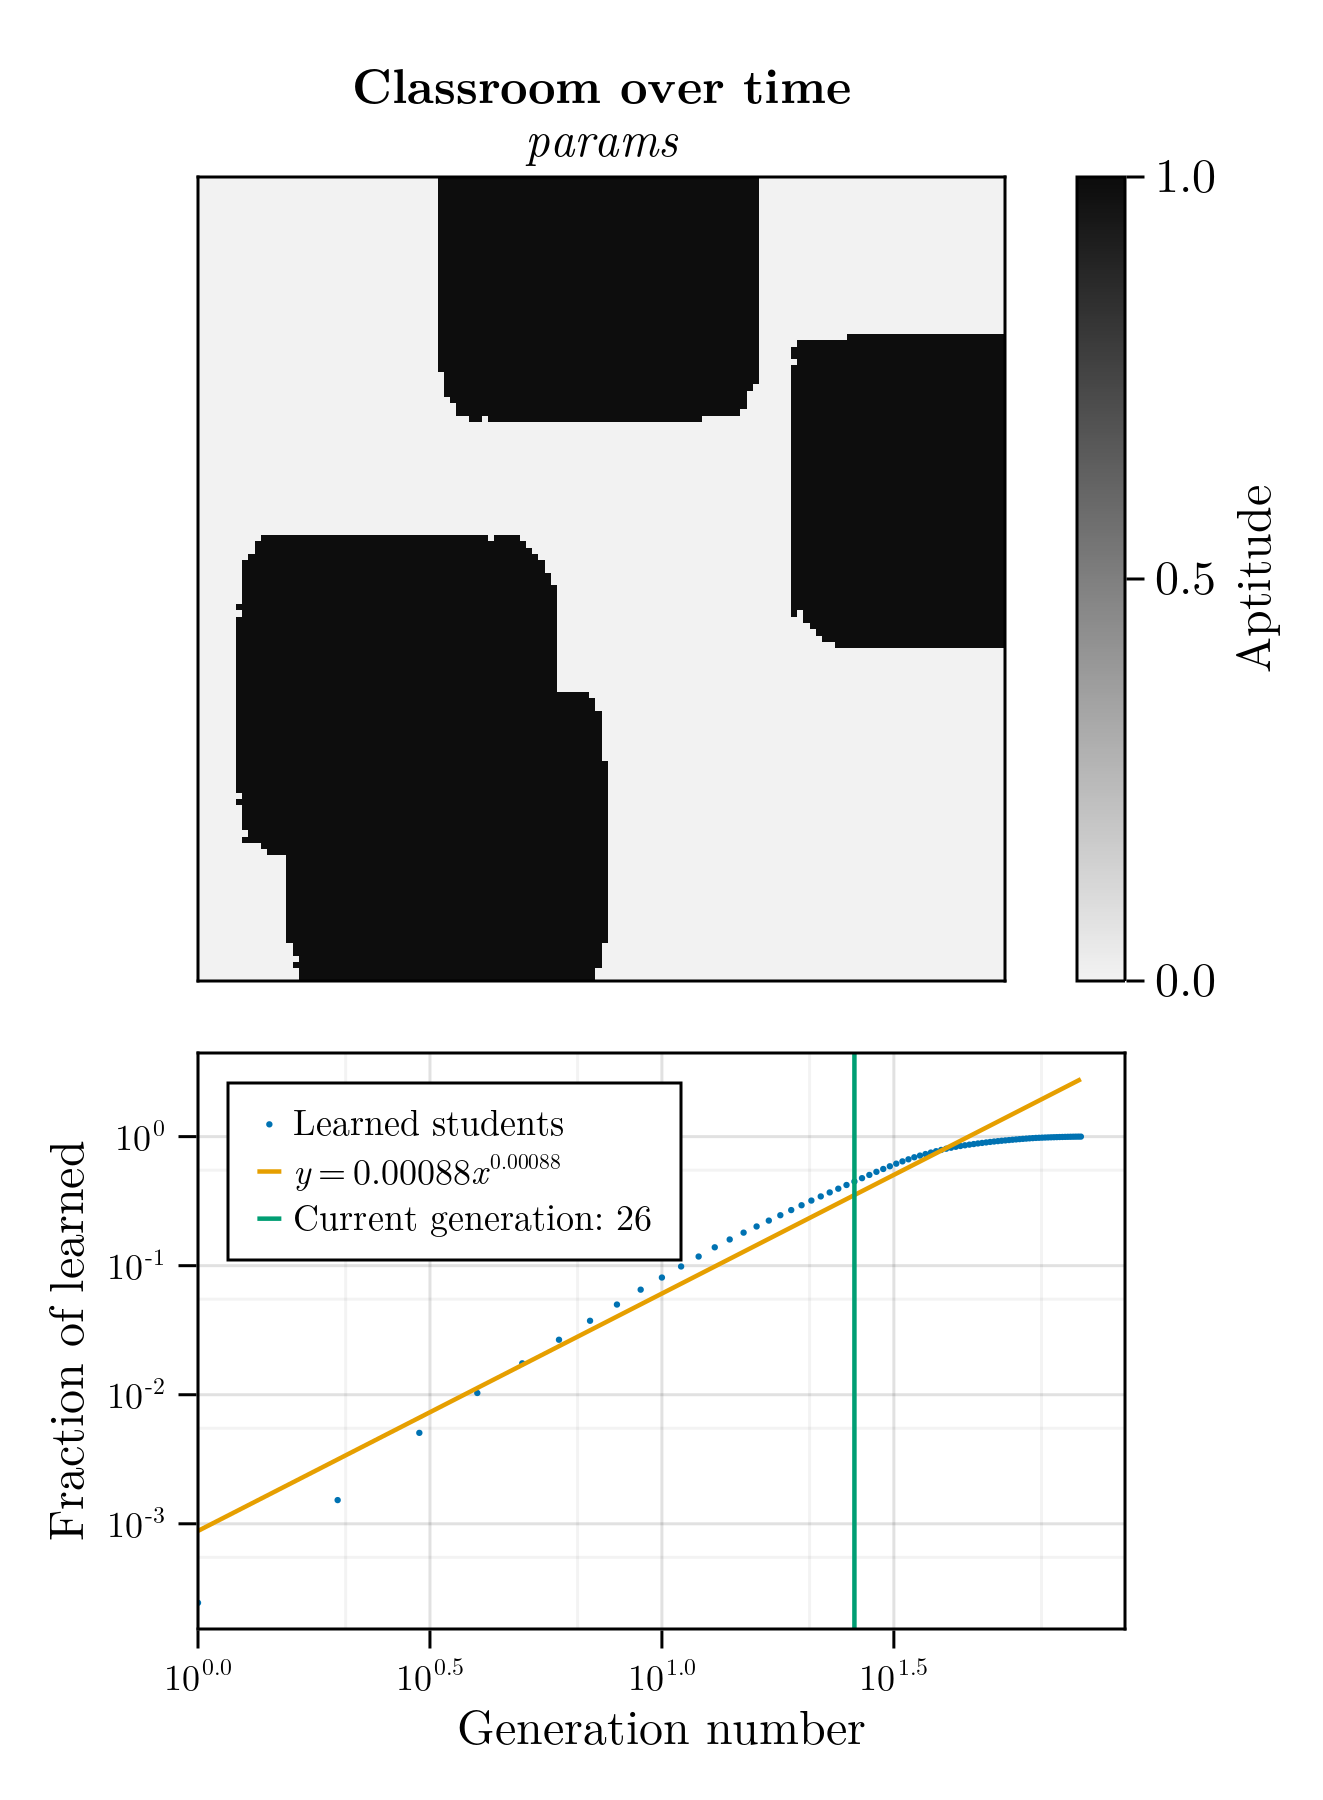 Classroom over time
params
1.0
0.5
0.0
Aptitude
Learned students
y = 0.00088x^0.00088
Current generation: 26
10^0
10^-1
10^-2
10^-3
Fraction of learned
10^0.0 10^0.5 10^1.0 10^1.5
Generation number